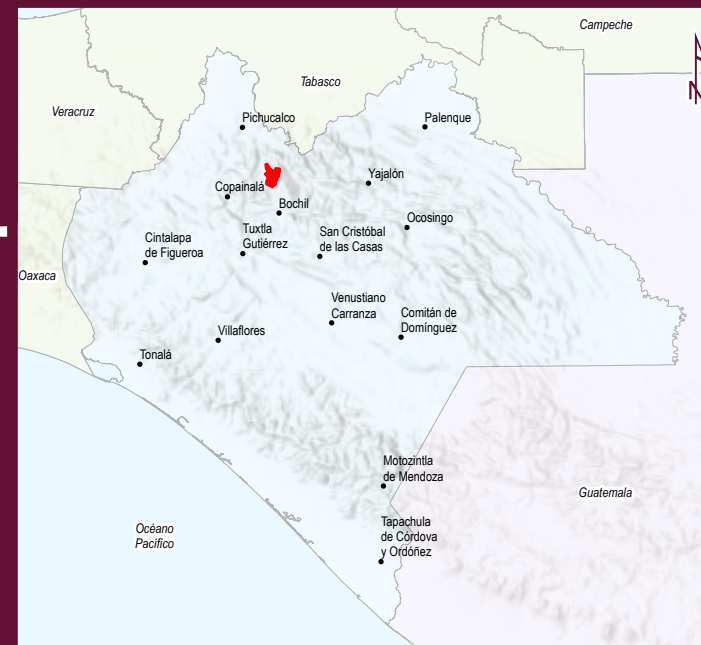 Campeche
Tabasco
Veracruz
Pichucalco
Palenque
Yajalón
Copainalá
Bochil
Ocosingo
Tuxtla
Gutiérrez
San Cristóbal
de las Casas
Cintalapa
de Figueroa
Oaxaca
Venustiano
Carranza
Comitán de
Domínguez
Villaflores
Tonalá
Motozintla
de Mendoza
Guatemala
Océano
Pacífico
Tapachula
de Córdova
y Ordóñez